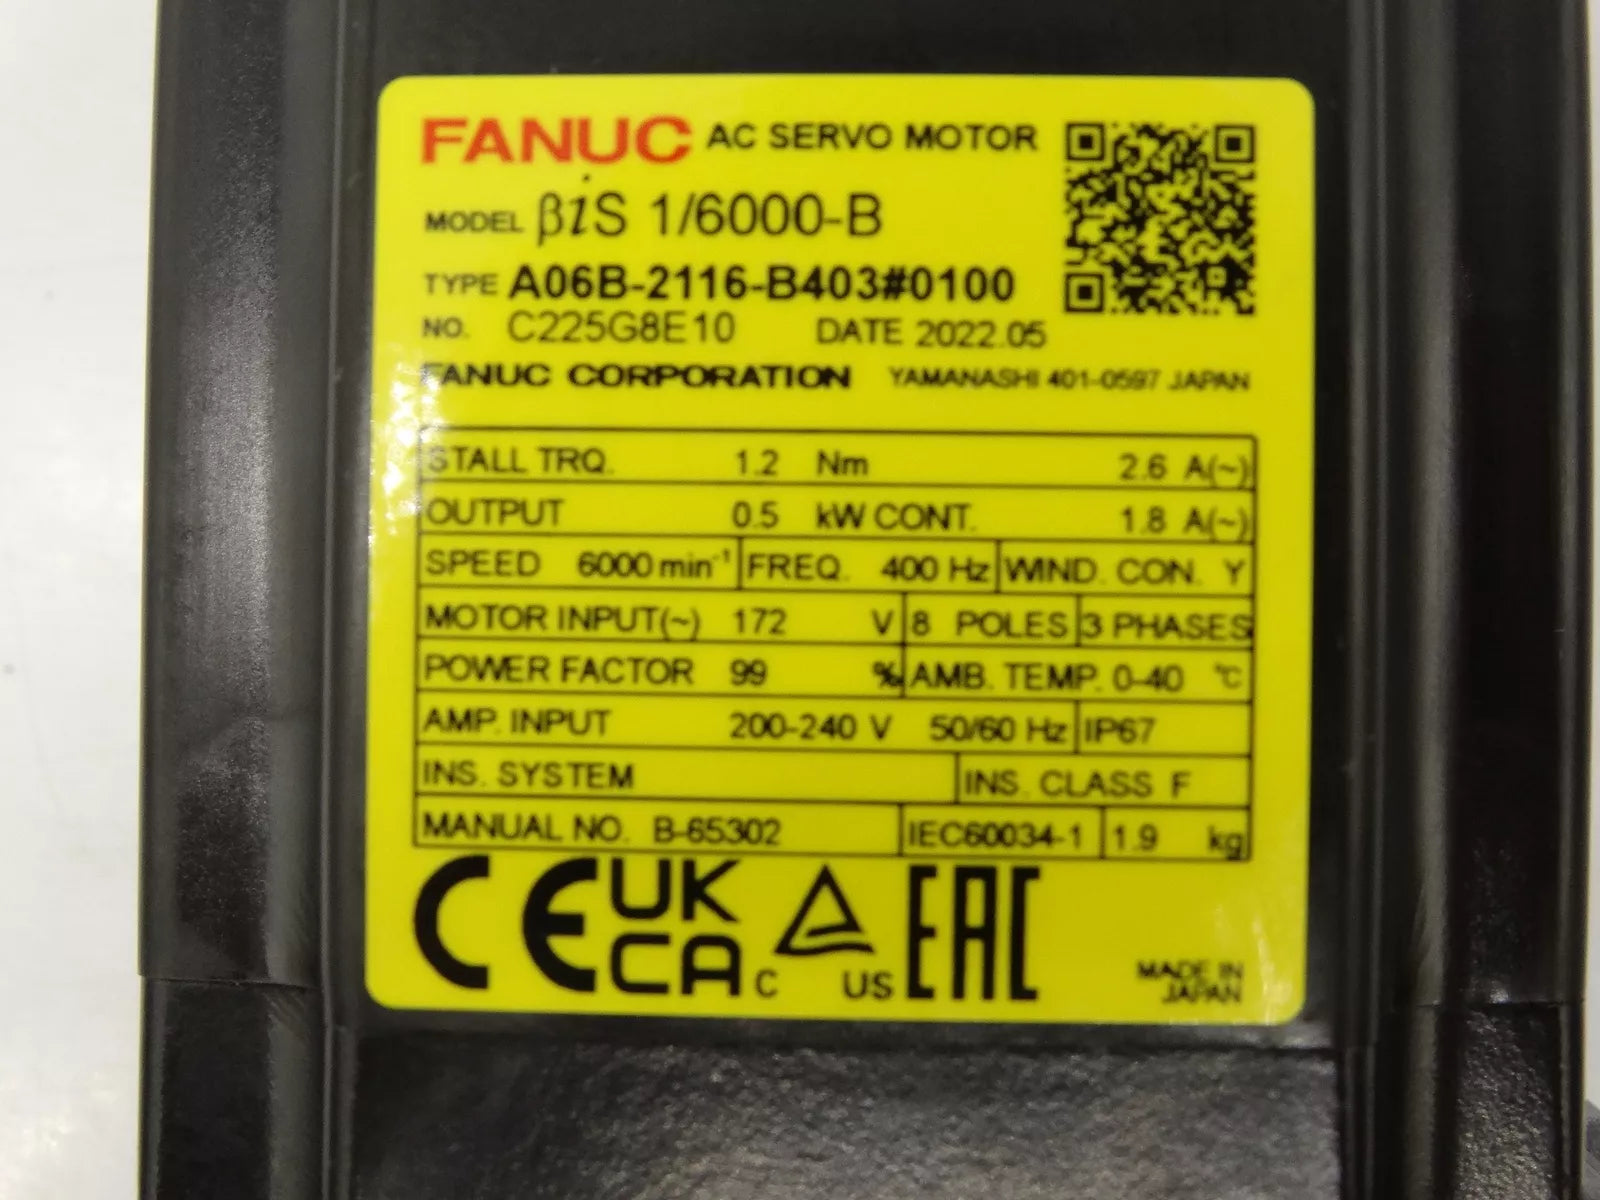 FANUC AC SERVO MOTOR
MODEL βiS 1/6000-B
TYPE A06B-2116-B403#0100
NO. C225G8E10 DATE 2022.05
FANUC CORPORATION YAMANASHI 401-0597 JAPAN
STALL TRQ. 1.2 Nm 2.6 A(~)
OUTPUT 0.5 kW CONT. 1.8 A(~)
SPEED 6000 min⁻¹ FREQ. 400 Hz WIND. CON. Y
MOTOR INPUT(~) 172 V 8 POLES 3 PHASES
POWER FACTOR 99 % AMB. TEMP. 0-40 °C
AMP. INPUT 200-240 V 50/60 Hz IP67
INS. SYSTEM INS. CLASS F
MANUAL NO. B-65302 IEC60034-1 1.9 kg
CE UK CA C US EAC
MADE IN JAPAN